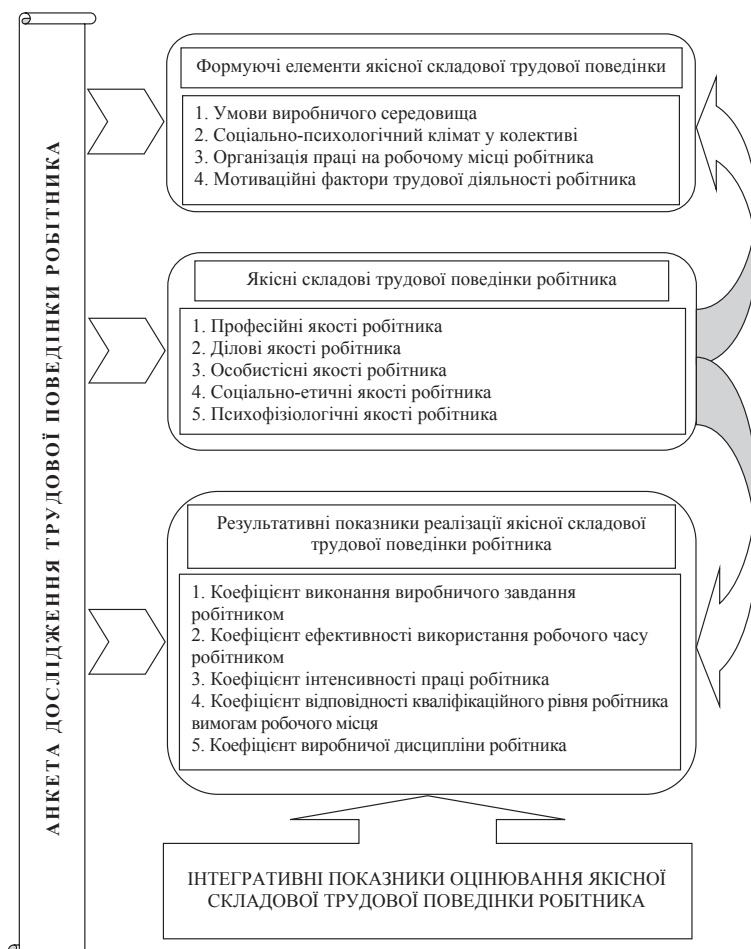 АНКЕТА ДОСЛІДЖЕННЯ ТРУДОВОЇ ПОВЕДІНКИ РОБІТНИКА
Формуючі елементи якісної складової трудової поведінки
1. Умови виробничого середовища
2. Соціально-психологічний клімат у колективі
3. Організація праці на робочому місці робітника
4. Мотиваційні фактори трудової діяльності робітника
Якісні складові трудової поведінки робітника
1. Професійні якості робітника
2. Ділові якості робітника
3. Особистісні якості робітника
4. Соціально-етичні якості робітника
5. Психофізіологічні якості робітника
Результативні показники реалізації якісної складової
трудової поведінки робітника
1. Коефіцієнт виконання виробничого завдання
робітником
2. Коефіцієнт ефективності використання робочого часу
робітником
3. Коефіцієнт інтенсивності праці робітника
4. Коефіцієнт відповідності кваліфікаційного рівня робітника
вимогам робочого місця
5. Коефіцієнт виробничої дисципліни робітника
ІНТЕГРАТИВНІ ПОКАЗНИКИ ОЦІНЮВАННЯ ЯКІСНОЇ
СКЛАДОВОЇ ТРУДОВОЇ ПОВЕДІНКИ РОБІТНИКА